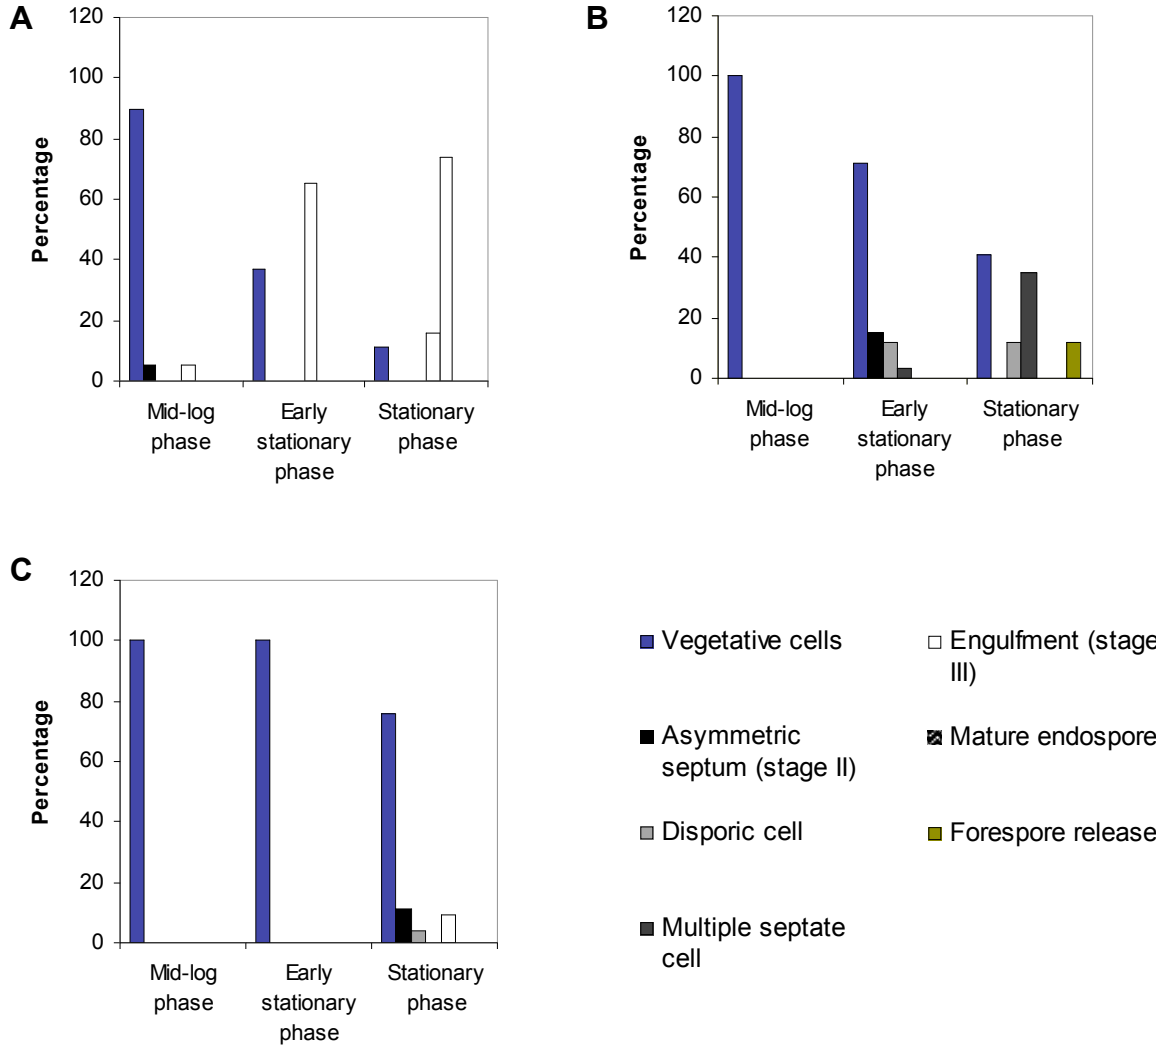 A
120
100
80
60
40
20
0
Percentage
Mid-log
phase
Early
stationary
phase
Stationary
phase
B
120
100
80
60
40
20
0
Percentage
Mid-log
phase
Early
stationary
phase
Stationary
phase
C
120
100
80
60
40
20
0
Percentage
Mid-log
phase
Early
stationary
phase
Stationary
phase
Vegetative cells
Asymmetric
septum (stage II)
Disporic cell
Multiple septate
cell
Engulfment (stage
III)
Mature endospore
Forespore release